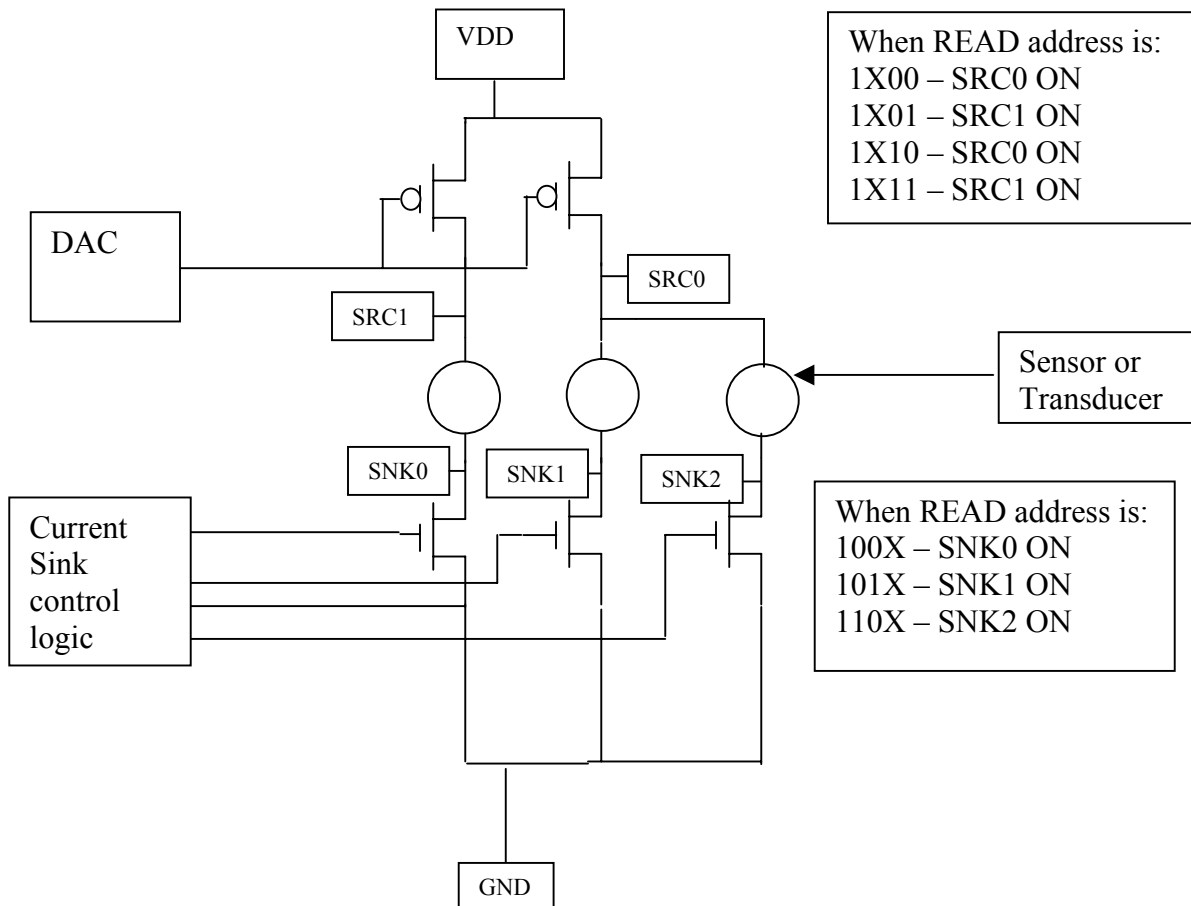 VDD
When READ address is:
1X00 – SRC0 ON
1X01 – SRC1 ON
1X10 – SRC0 ON
1X11 – SRC1 ON
DAC
SRC0
SRC1
Sensor or
Transducer
SNK0
SNK1
SNK2
Current
Sink
control
logic
When READ address is:
100X – SNK0 ON
101X – SNK1 ON
110X – SNK2 ON
GND